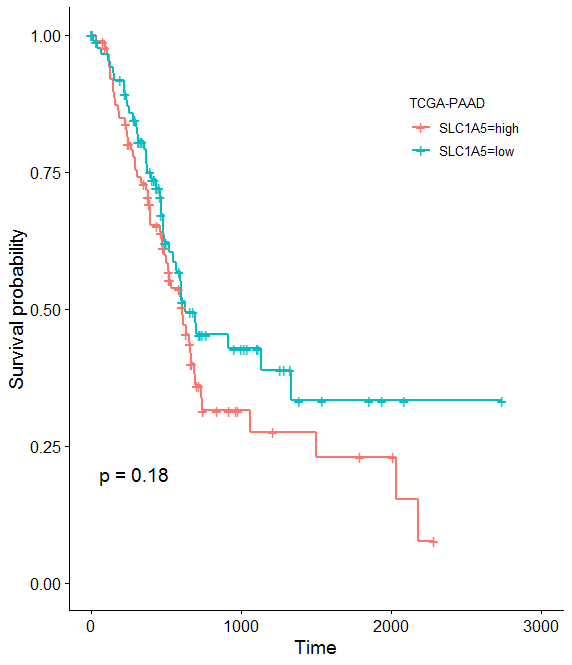 Survival probability
1.00
0.75
0.50
0.25
0.00
TCGA-PAAD
SLC1A5=high
SLC1A5=low
p = 0.18
0
1000
2000
3000
Time